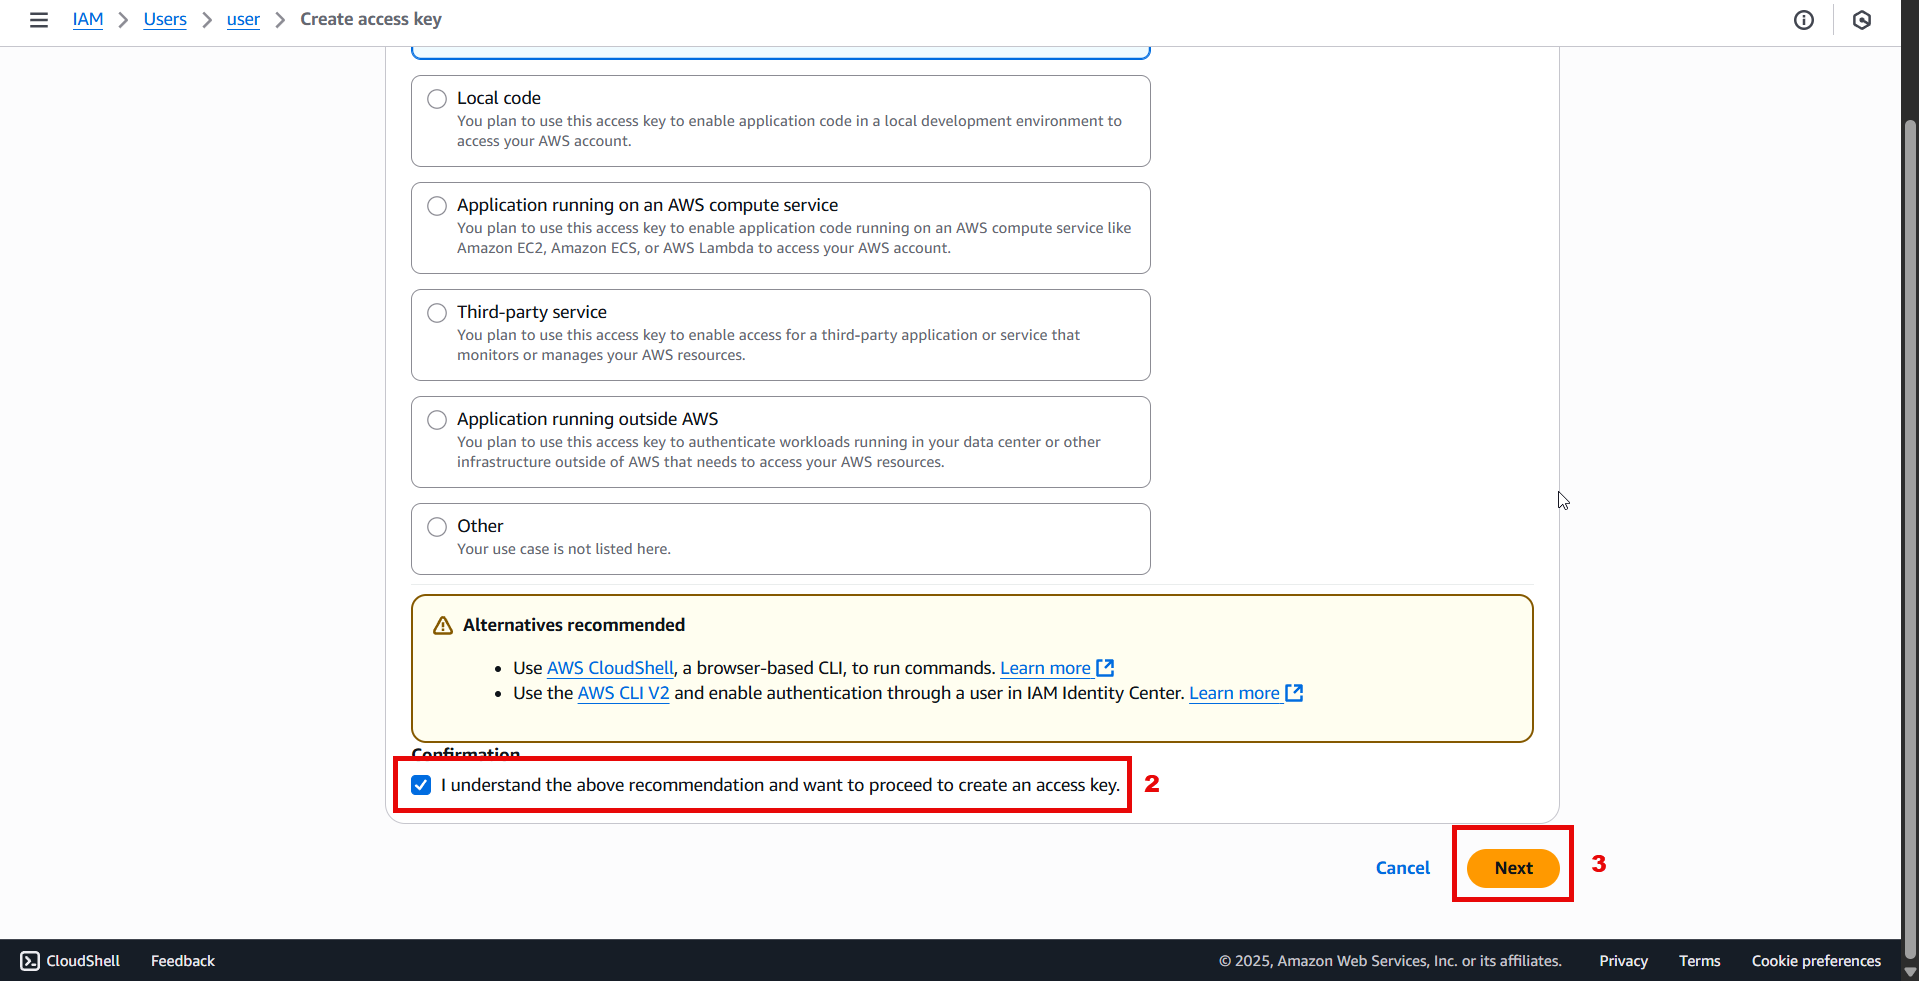 IAM > Users > user > Create access key
Local code
You plan to use this access key to enable application code in a local development environment to
access your AWS account.
Application running on an AWS compute service
You plan to use this access key to enable application code running on an AWS compute service like
Amazon EC2, Amazon ECS, or AWS Lambda to access your AWS account.
Third-party service
You plan to use this access key to enable access for a third-party application or service that
monitors or manages your AWS resources.
Application running outside AWS
You plan to use this access key to authenticate workloads running in your data center or other
infrastructure outside of AWS that needs to access your AWS resources.
Other
Your use case is not listed here.
Alternatives recommended
• Use AWS CloudShell, a browser-based CLI, to run commands. Learn more
• Use the AWS CLI V2 and enable authentication through a user in IAM Identity Center. Learn more
Confirmation
I understand the above recommendation and want to proceed to create an access key. 2
Cancel Next 3
CloudShell Feedback © 2025, Amazon Web Services, Inc. or its affiliates. Privacy Terms Cookie preferences